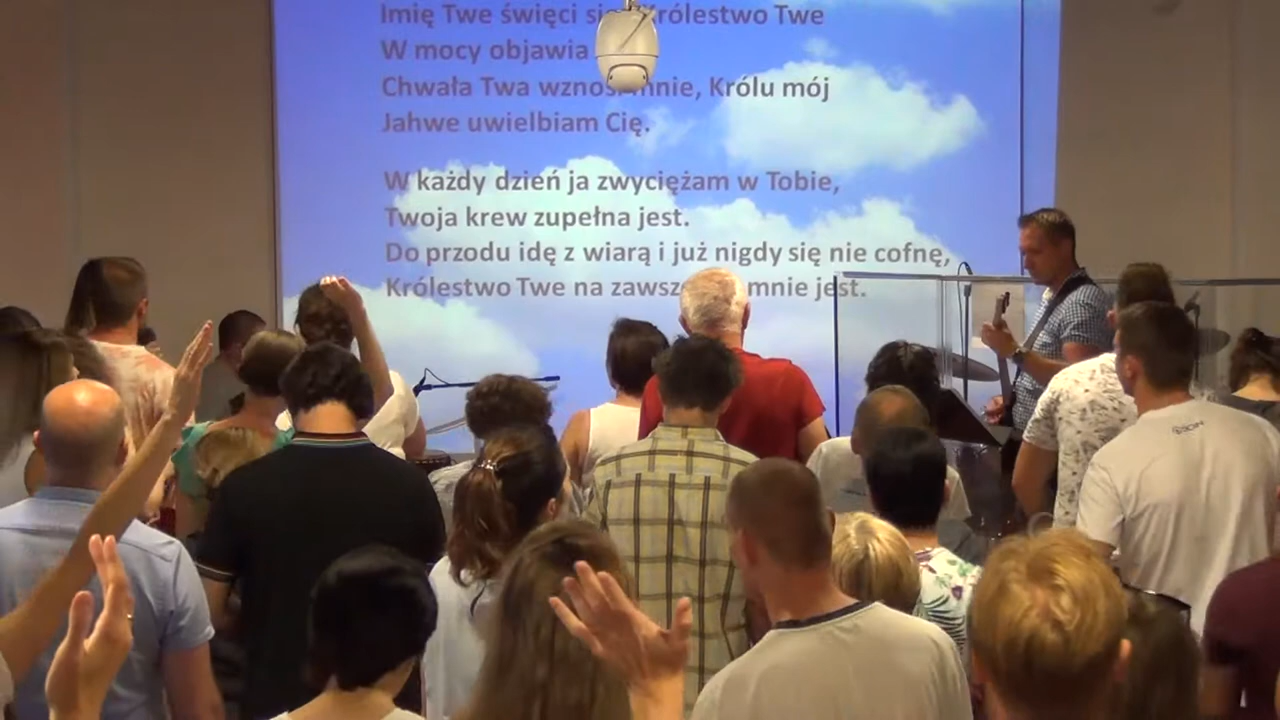 Imię Twe święci Królestwo Twe
W mocy objawia
Chwała Twa mnie, Królu mój
Jahwe uwielbiam Cię.
W każdy dzień ja zwyciężam w Tobie,
Twoja krew zupełna jest.
Do przodu idę z wiarą i już nigdy się nie cofnę,
Królestwo Twe na mnie jest.